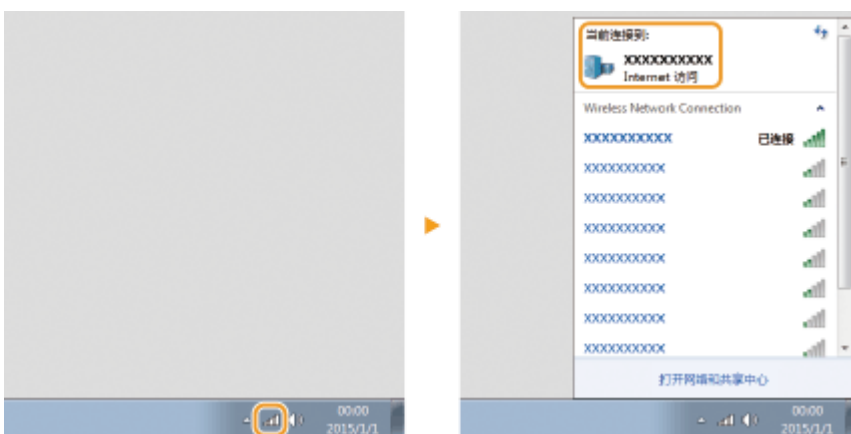 00:00
2015/1/1
当前连接到:
XXXXXXXXXX
Internet 访问
Wireless Network Connection
XXXXXXXXXX 已连接
XXXXXXXXXX
XXXXXXXXXX
XXXXXXXXXX
XXXXXXXXXX
XXXXXXXXXX
XXXXXXXXXX
XXXXXXXXXX
打开网络和共享中心
00:00
2015/1/1